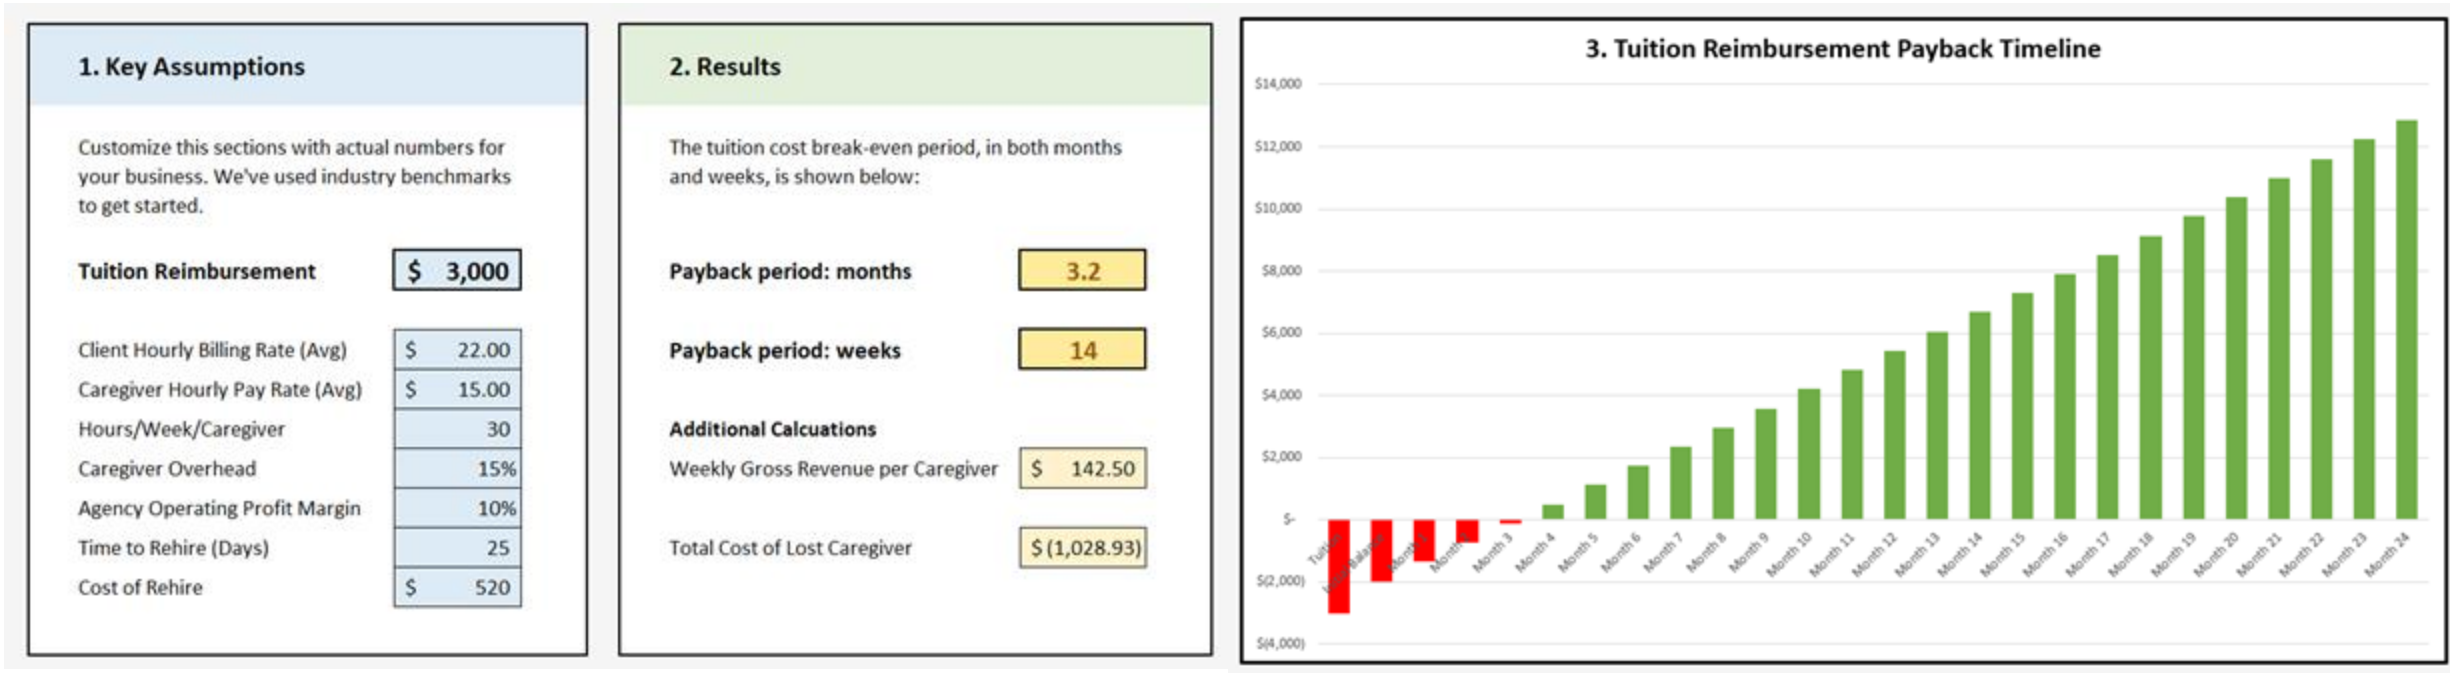 1. Key Assumptions
Customize this sections with actual numbers for
your business. We've used industry benchmarks
to get started.
Tuition Reimbursement $ 3,000
Client Hourly Billing Rate (Avg) $ 22.00
Caregiver Hourly Pay Rate (Avg) $ 15.00
Hours/Week/Caregiver 30
Caregiver Overhead 15%
Agency Operating Profit Margin 10%
Time to Rehire (Days) 25
Cost of Rehire $ 520
2. Results
The tuition cost break-even period, in both months
and weeks, is shown below:
Payback period: months 3.2
Payback period: weeks 14
Additional Calcuations
Weekly Gross Revenue per Caregiver $ 142.50
Total Cost of Lost Caregiver $ (1,028.93)
3. Tuition Reimbursement Payback Timeline
$14,000
$12,000
$10,000
$8,000
$6,000
$4,000
$2,000
$-
$(2,000)
$(4,000)
Tuition
Month
Month
Month 3
Month 4
Month 5
Month 6
Month 7
Month 8
Month 9
Month 10
Month 11
Month 12
Month 13
Month 14
Month 15
Month 16
Month 17
Month 18
Month 19
Month 20
Month 21
Month 22
Month 23
Month 24